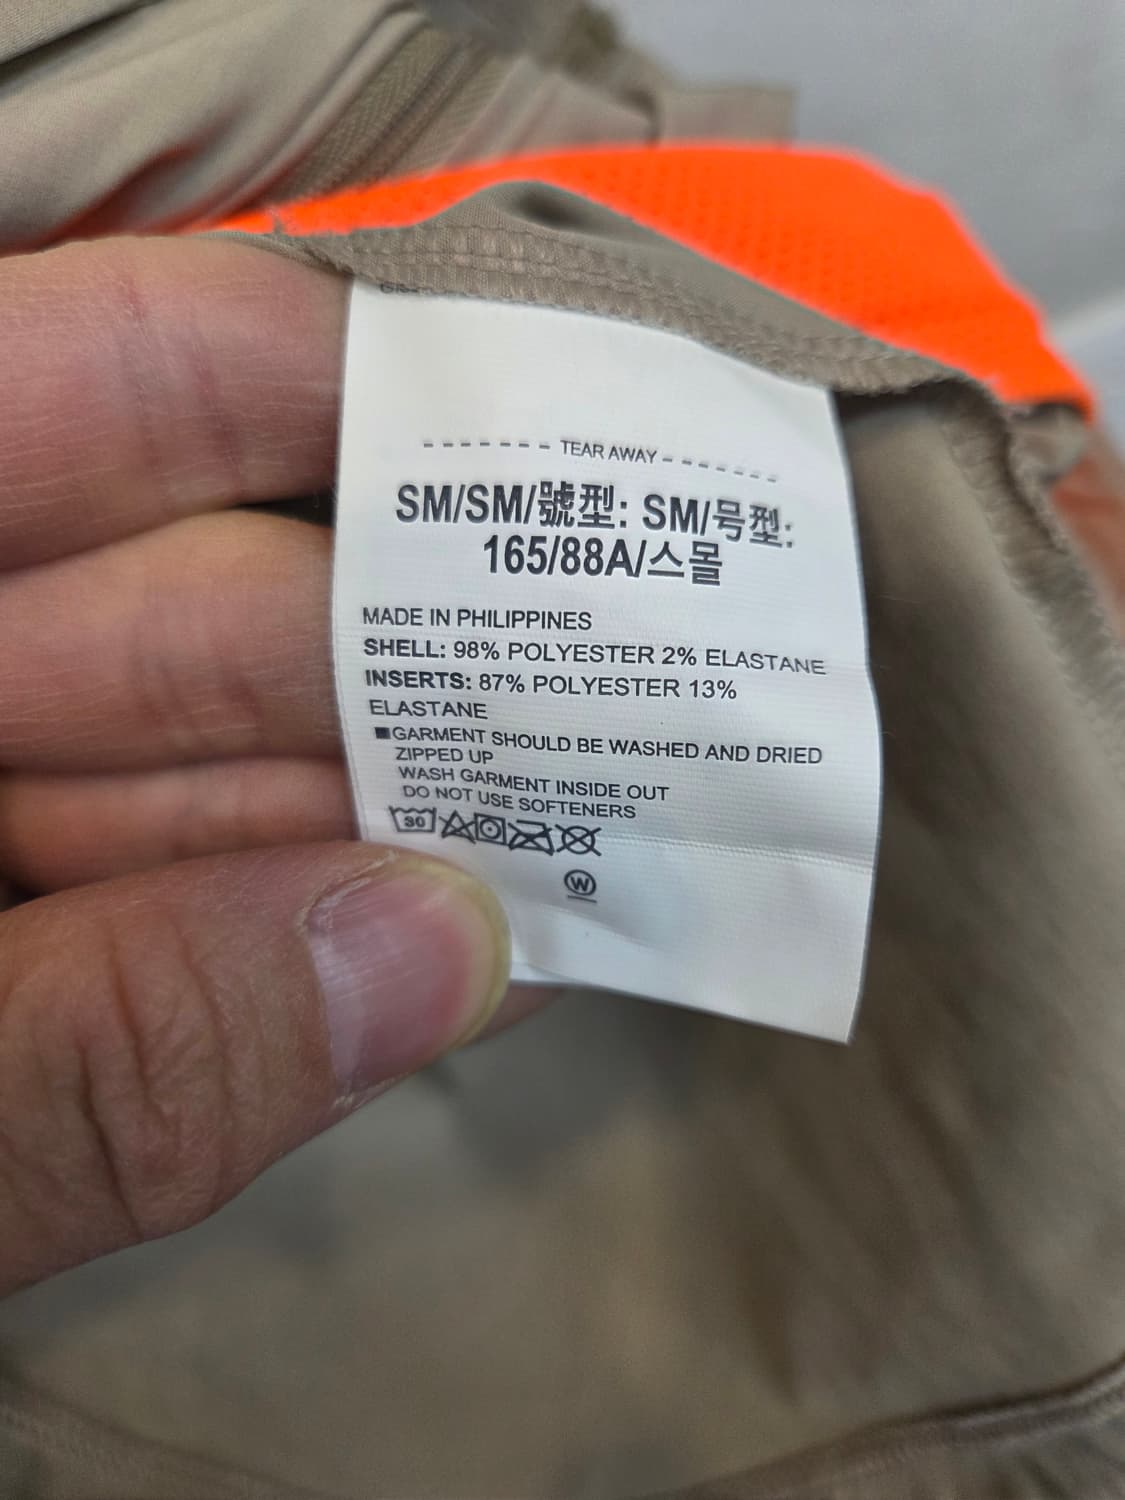 TEAR AWAY
SM/SM/號型: SM/号型:
165/88A/스몰
MADE IN PHILIPPINES
SHELL: 98% POLYESTER 2% ELASTANE
INSERTS: 87% POLYESTER 13%
ELASTANE
■GARMENT SHOULD BE WASHED AND DRIED
ZIPPED UP
WASH GARMENT INSIDE OUT
DO NOT USE SOFTENERS
30
W